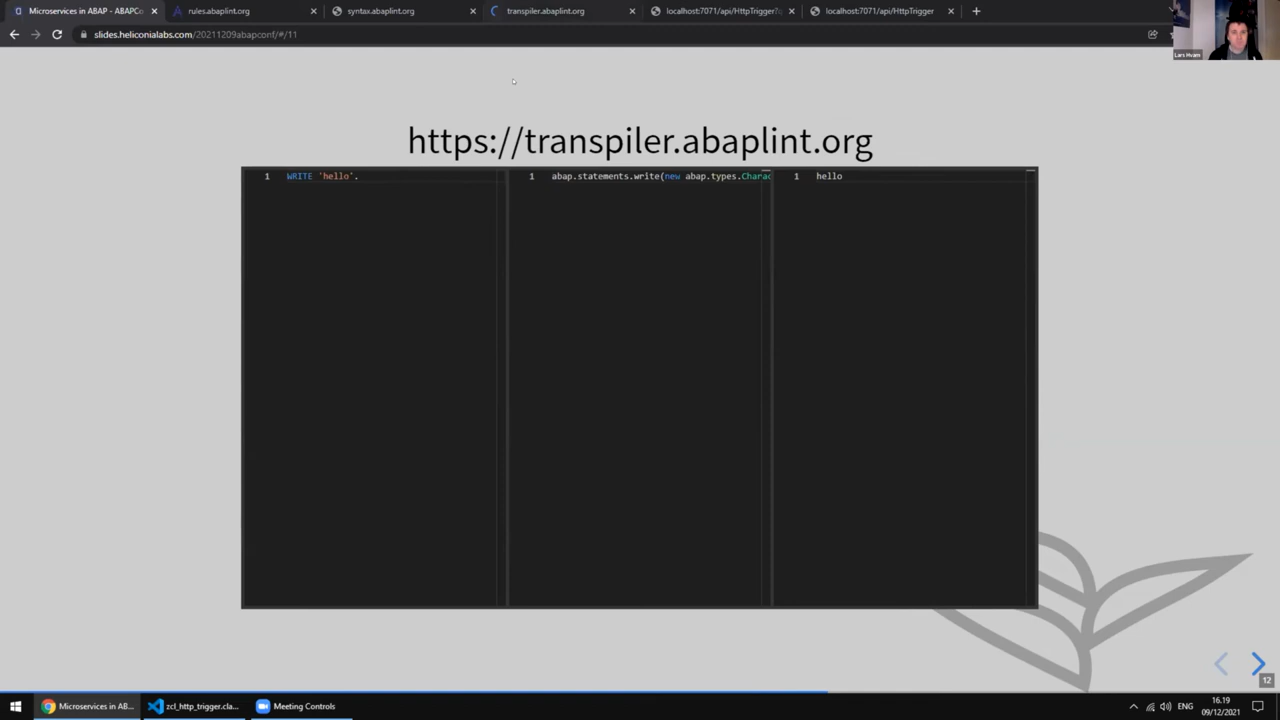 Microservices in ABAP - ABAPCo
rules.abaplint.org
syntax.abaplint.org
transpiler.abaplint.org
localhost:7071/api/HttpTrigger?
localhost:7071/api/HttpTrigger
slides.heliconialabs.com/20211209abapconf/#/11
Lars Hvam
https://transpiler.abaplint.org
1 WRITE 'hello'.
1 abap.statements.write(new abap.types.Charac
1 hello
12
Microservices in AB...
zcl_http_trigger.cla...
Meeting Controls
ENG
16.19
09/12/2021